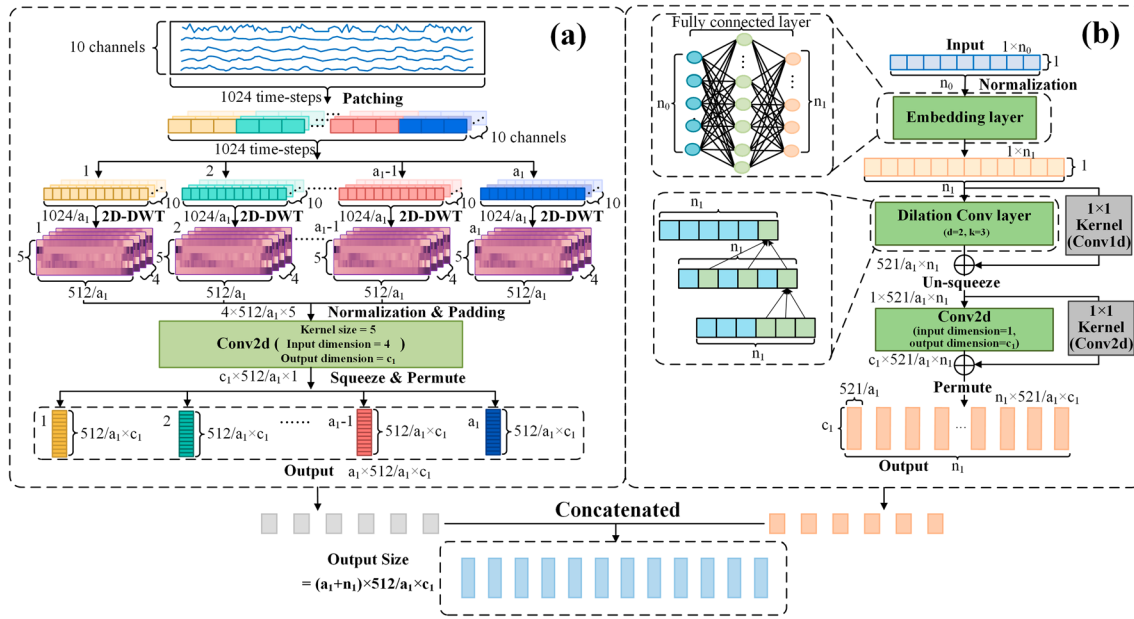 (a)
10 channels
1024 time-steps
Patching
10 channels
1024 time-steps
1
2
a₁-1
a₁
10
10
10
10
1024/a₁
2D-DWT
1024/a₁
2D-DWT
1024/a₁
2D-DWT
1024/a₁
1
2
a₁-1
a₁
5
5
5
5
4
4
4
4
512/a₁
512/a₁
512/a₁
512/a₁
4×512/a₁×5
Normalization & Padding
Conv2d (
Kernel size = 5
Input dimension = 4
Output dimension = c₁
)
c₁×512/a₁×1
Squeeze & Permute
1
512/a₁×c₁
2
512/a₁×c₁
······
a₁-1
512/a₁×c₁
a₁
512/a₁×c₁
Output
a₁×512/a₁×c₁
(b)
Fully connected layer
n₀
n₁
Input
1×n₀
1
n₀
Normalization
Embedding layer
1×n₁
1
n₁
Dilation Conv layer
(d=2, k=3)
1×1
Kernel
(Conv1d)
n₁
n₁
n₁
521/a₁×n₁
Un-squeeze
1×521/a₁×n₁
Conv2d
(input dimension=1,
output dimension=c₁)
1×1
Kernel
(Conv2d)
c₁×521/a₁×n₁
Permute
521/a₁
n₁×521/a₁×c₁
c₁
...
Output
n₁
Concatenated
Output Size
= (a₁+n₁)×512/a₁×c₁